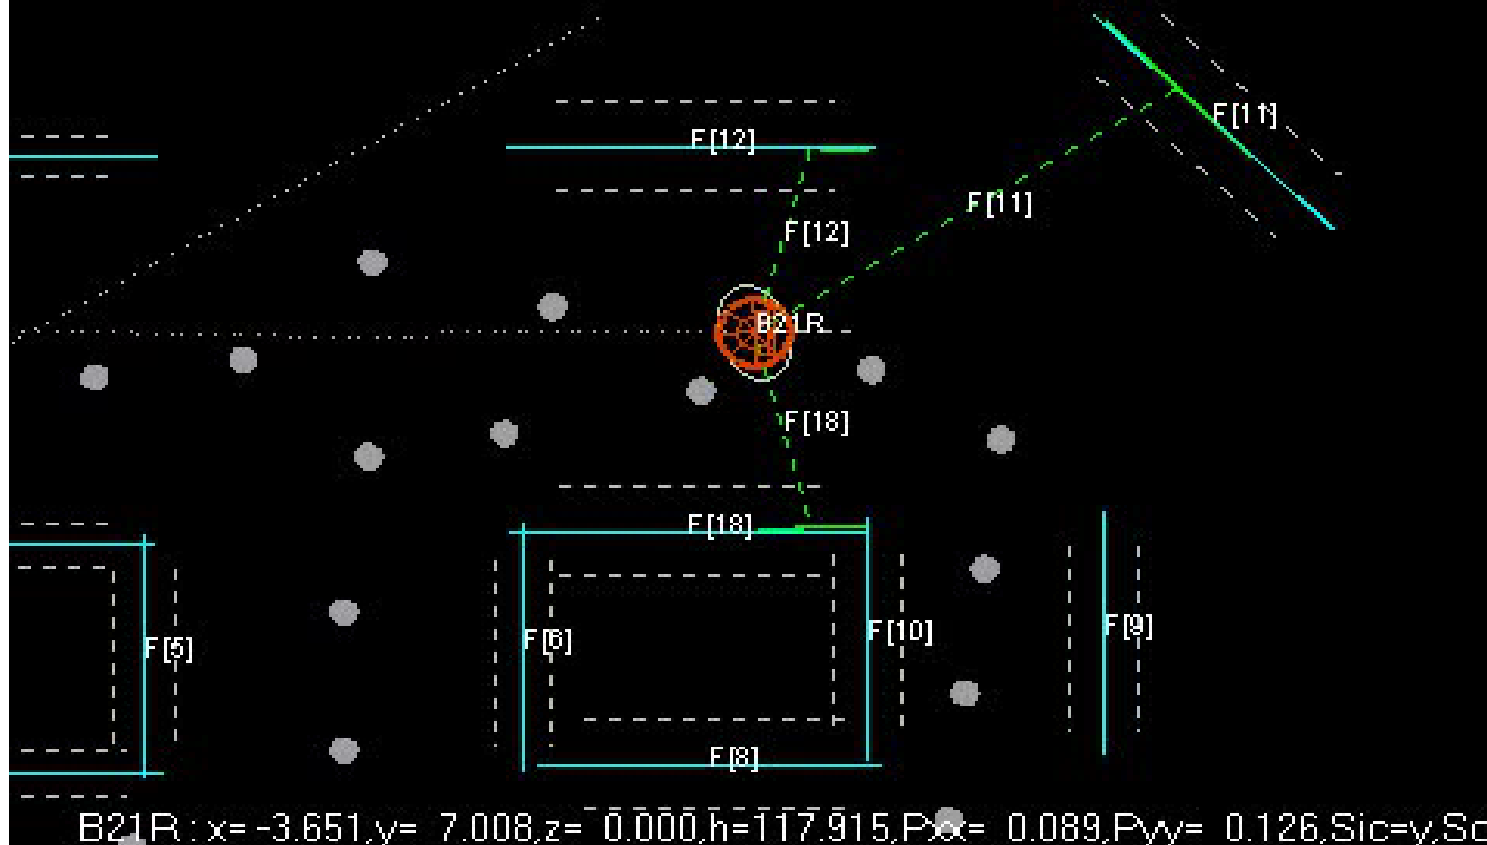 F[12]
F[11]
F[11]
F[12]
B21R
F[18]
F[18]
F[5]
F[6]
F[10]
F[9]
F[8]
B21R : x= -3.651,y= 7.008,z= 0.000,h=117.915,Pxx= 0.089,Pyy= 0.126,Sic=y,Sc